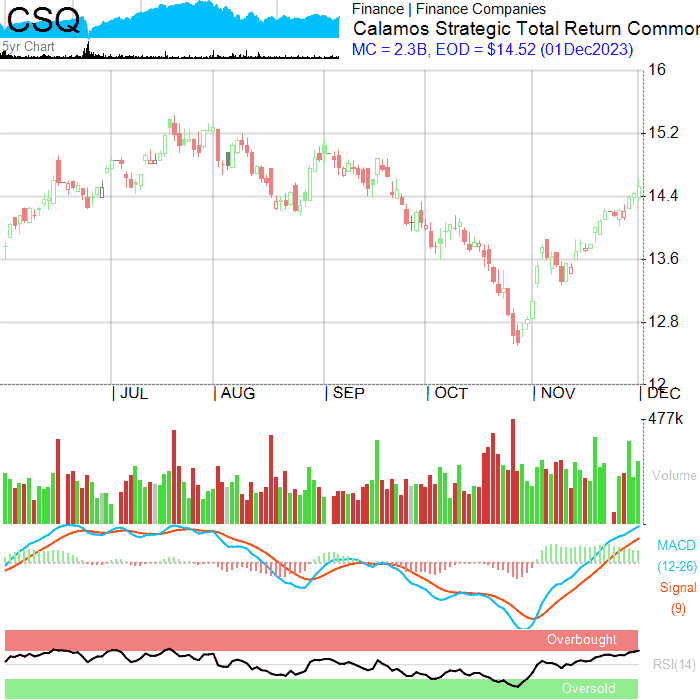 CSQ
5yr Chart
Finance | Finance Companies
Calamos Strategic Total Return Common
MC = 2.3B, EOD = $14.52 (01Dec2023)
16
15.2
14.4
13.6
12.8
12
JUL AUG SEP OCT NOV DEC
477k
Volume
MACD
(12-26)
Signal
(9)
Overbought
RSI(14)
Oversold